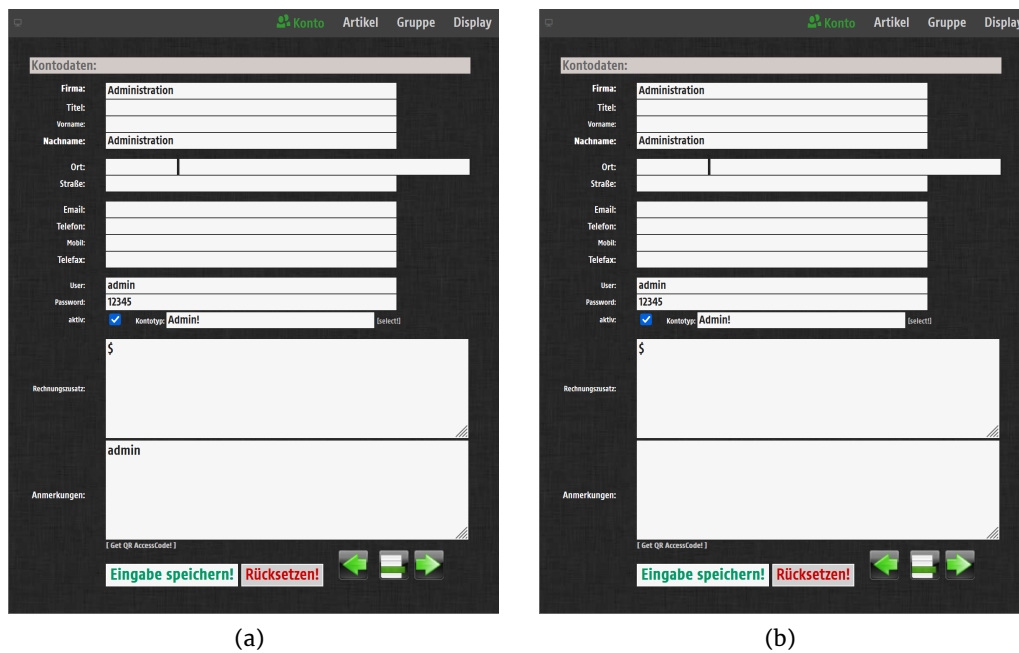 Konto Artikel Gruppe Display
Kontodaten:
Firma: Administration
Titel:
Vorname:
Nachname: Administration
Ort:
Straße:
Email:
Telefon:
Mobil:
Telefax:
User: admin
Password: 12345
aktiv: Kontotyp: Admin! [select!]
Rechnungszusatz: $
Anmerkungen: admin
[ Get QR AccessCode! ]
Eingabe speichern! Rücksetzen!
(a)
Konto Artikel Gruppe Display
Kontodaten:
Firma: Administration
Titel:
Vorname:
Nachname: Administration
Ort:
Straße:
Email:
Telefon:
Mobil:
Telefax:
User: admin
Password: 12345
aktiv: Kontotyp: Admin! [select!]
Rechnungszusatz: $
Anmerkungen:
[ Get QR AccessCode! ]
Eingabe speichern! Rücksetzen!
(b)